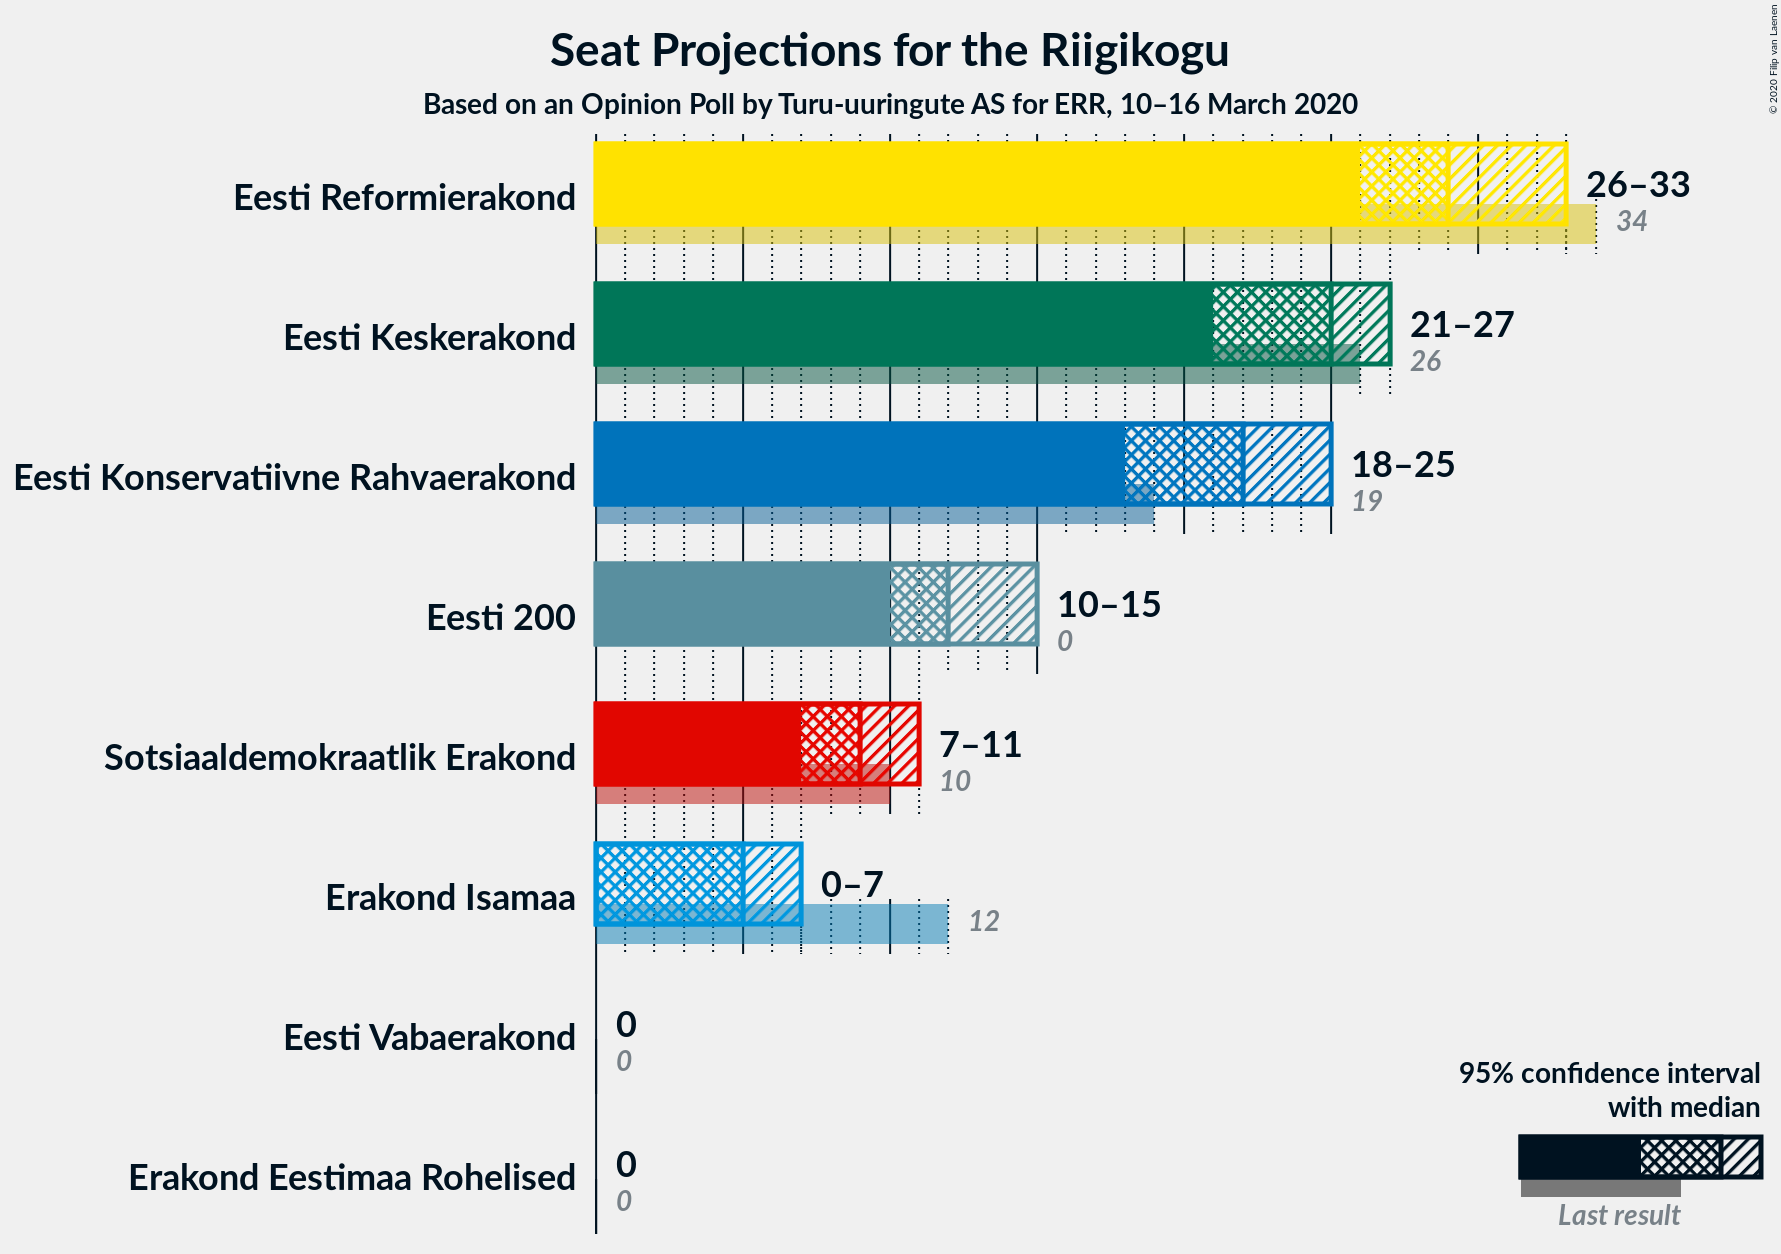 Seat Projections for the Riigikogu
Based on an Opinion Poll by Turu-uuringute AS for ERR, 10–16 March 2020
© 2020 Filip van Laenen
Eesti Reformierakond
26–33
34
Eesti Keskerakond
21–27
26
Eesti Konservatiivne Rahvaerakond
18–25
19
Eesti 200
10–15
0
Sotsiaaldemokraatlik Erakond
7–11
10
Erakond Isamaa
0–7
12
Eesti Vabaerakond
0
0
Erakond Eestimaa Rohelised
0
0
95% confidence interval
with median
Last result